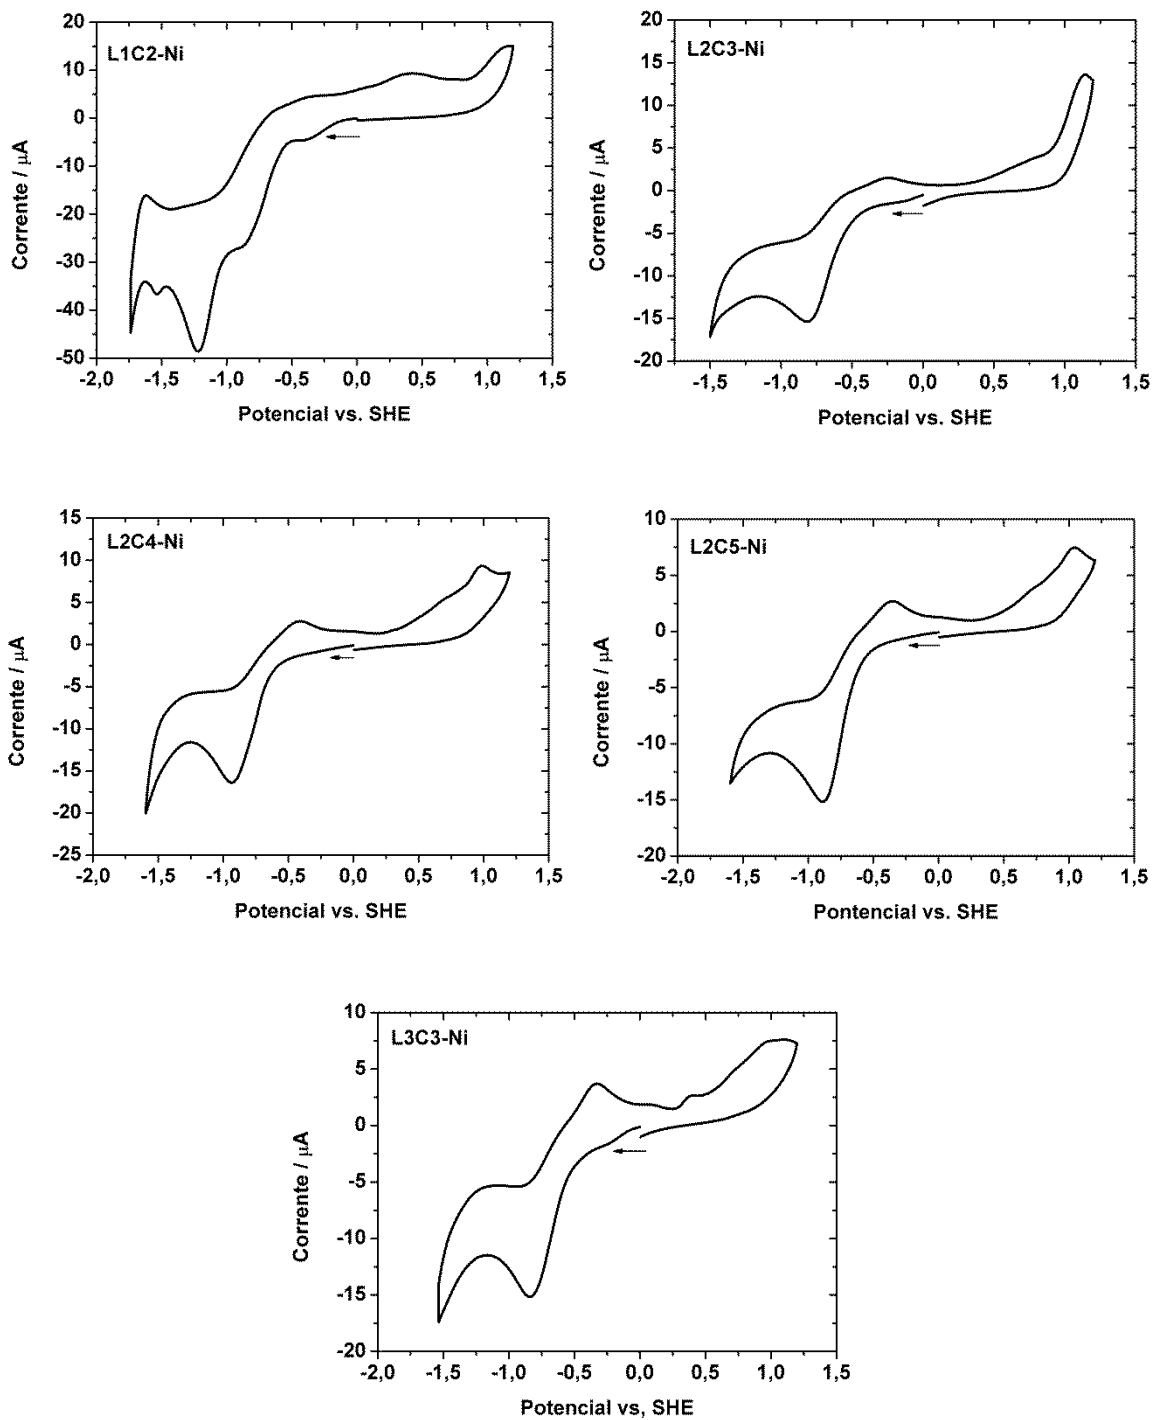 L1C2-Ni
20
10
0
-10
-20
-30
-40
-50
Corrente / μA
-2,0 -1,5 -1,0 -0,5 0,0 0,5 1,0 1,5
Potencial vs. SHE
L2C3-Ni
20
15
10
5
0
-5
-10
-15
-20
Corrente / μA
-1,5 -1,0 -0,5 0,0 0,5 1,0 1,5
Potencial vs. SHE
L2C4-Ni
15
10
5
0
-5
-10
-15
-20
-25
Corrente / μA
-2,0 -1,5 -1,0 -0,5 0,0 0,5 1,0 1,5
Potencial vs. SHE
L2C5-Ni
10
5
0
-5
-10
-15
-20
Corrente / μA
-2,0 -1,5 -1,0 -0,5 0,0 0,5 1,0 1,5
Pontencial vs. SHE
L3C3-Ni
10
5
0
-5
-10
-15
-20
Corrente / μA
-2,0 -1,5 -1,0 -0,5 0,0 0,5 1,0 1,5
Potencial vs, SHE